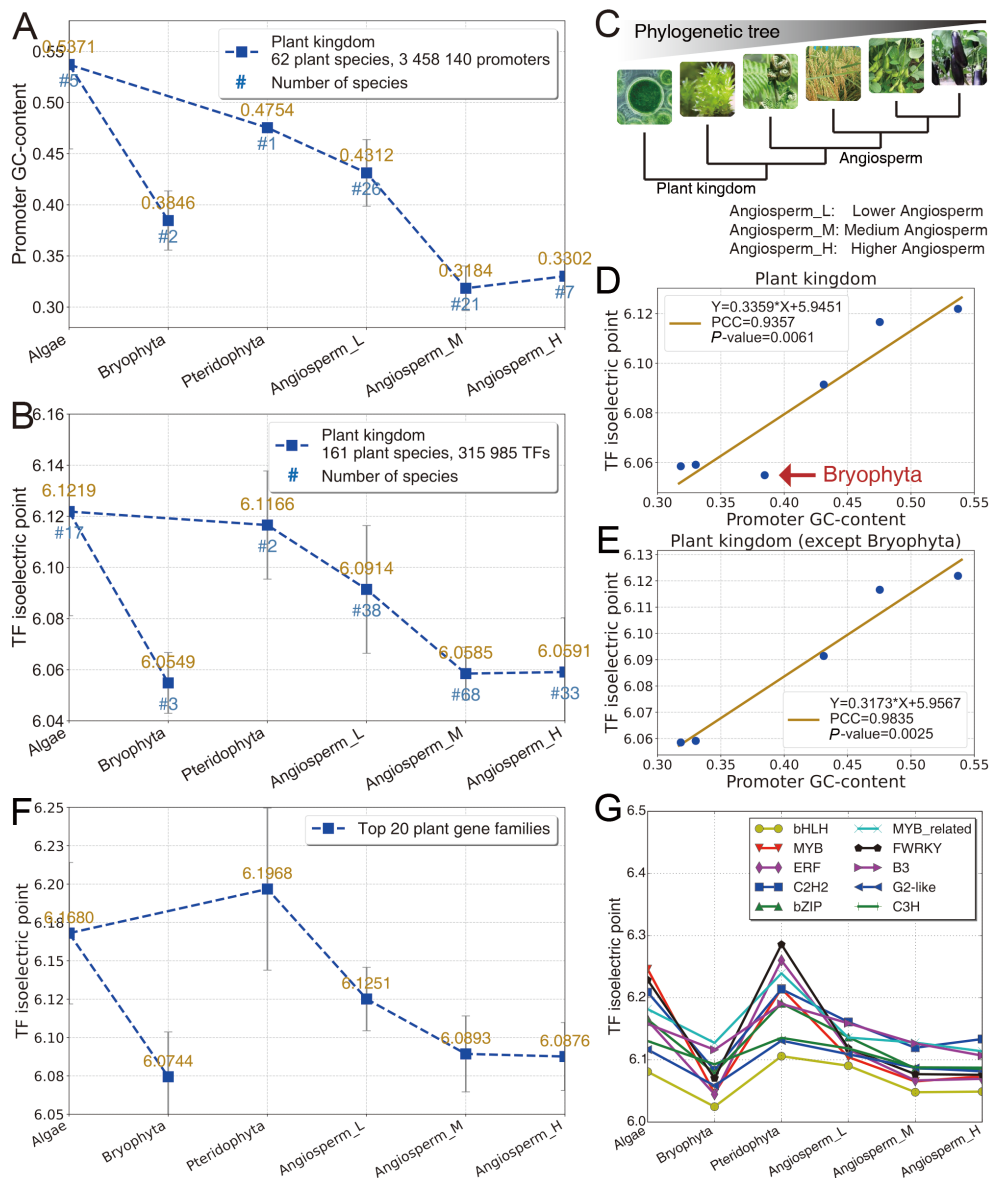 A
Promoter GC-content
0.55
0.50
0.45
0.40
0.35
0.30
Plant kingdom
62 plant species, 3 458 140 promoters
# Number of species
0.5371
#5
0.3846
#2
0.4754
#1
0.4312
#26
0.3184
#21
0.3302
#7
Algae
Bryophyta
Pteridophyta
Angiosperm_L
Angiosperm_M
Angiosperm_H
B
TF isoelectric point
6.16
6.14
6.12
6.10
6.08
6.06
6.04
Plant kingdom
161 plant species, 315 985 TFs
# Number of species
6.1219
#17
6.0549
#3
6.1166
#2
6.0914
#38
6.0585
#68
6.0591
#33
Algae
Bryophyta
Pteridophyta
Angiosperm_L
Angiosperm_M
Angiosperm_H
C
Phylogenetic tree
Angiosperm
Plant kingdom
Angiosperm_L: Lower Angiosperm
Angiosperm_M: Medium Angiosperm
Angiosperm_H: Higher Angiosperm
D
Plant kingdom
TF isoelectric point
6.12
6.10
6.08
6.06
Y=0.3359*X+5.9451
PCC=0.9357
P-value=0.0061
Bryophyta
0.30
0.35
0.40
0.45
0.50
0.55
Promoter GC-content
E
Plant kingdom (except Bryophyta)
TF isoelectric point
6.13
6.12
6.11
6.10
6.09
6.08
6.07
6.06
Y=0.3173*X+5.9567
PCC=0.9835
P-value=0.0025
0.30
0.35
0.40
0.45
0.50
0.55
Promoter GC-content
F
TF isoelectric point
6.25
6.23
6.20
6.18
6.15
6.12
6.10
6.08
6.05
Top 20 plant gene families
6.1680
6.0744
6.1968
6.1251
6.0893
6.0876
Algae
Bryophyta
Pteridophyta
Angiosperm_L
Angiosperm_M
Angiosperm_H
G
TF isoelectric point
6.5
6.4
6.3
6.2
6.1
6.0
bHLH
MYB
ERF
C2H2
bZIP
MYB_related
FWRKY
B3
G2-like
C3H
Algae
Bryophyta
Pteridophyta
Angiosperm_L
Angiosperm_M
Angiosperm_H